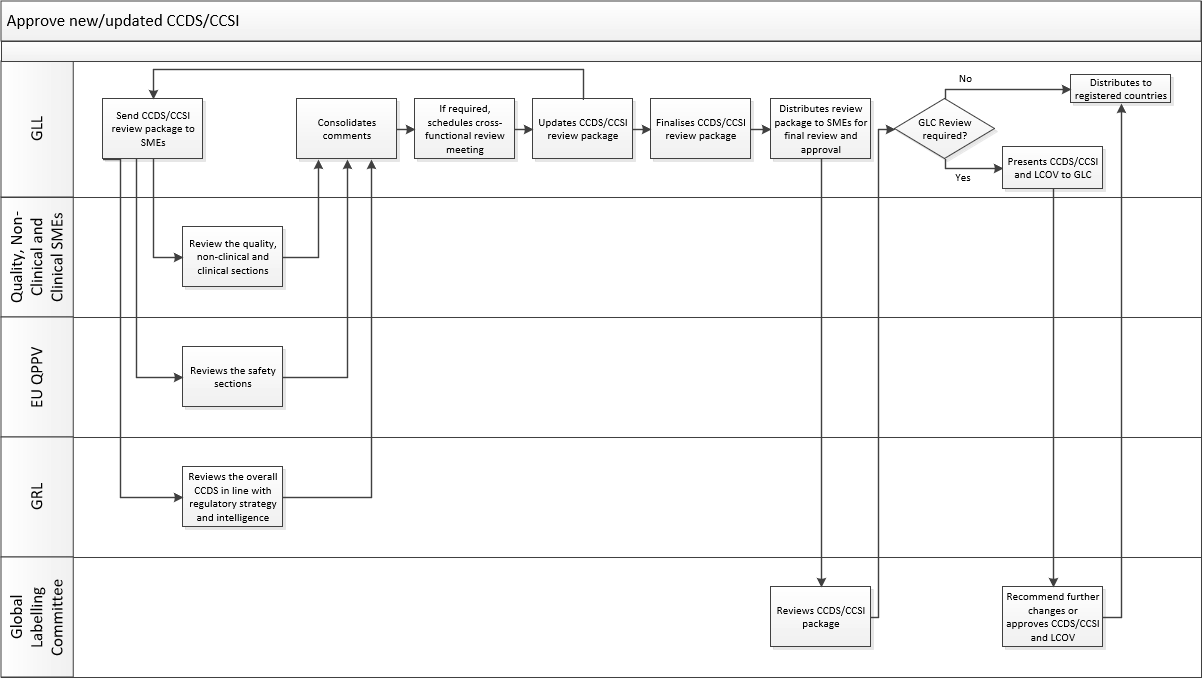 Approve new/updated CCDS/CCSI
GLL
Send CCDS/CCSI
review package to
SMEs
Consolidates
comments
If required,
schedules cross-
functional review
meeting
Updates CCDS/CCSI
review package
Finalises CCDS/CCSI
review package
Distributes review
package to SMEs for
final review and
approval
GLC Review
required?
No
Yes
Distributes to
registered countries
Presents CCDS/CCSI
and LCOV to GLC
Quality, Non-
Clinical and
Clinical SMEs
Review the quality,
non-clinical and
clinical sections
EU QPPV
Reviews the safety
sections
GRL
Reviews the overall
CCDS in line with
regulatory strategy
and intelligence
Global
Labelling
Committee
Reviews CCDS/CCSI
package
Recommend further
changes or
approves CCDS/CCSI
and LCOV